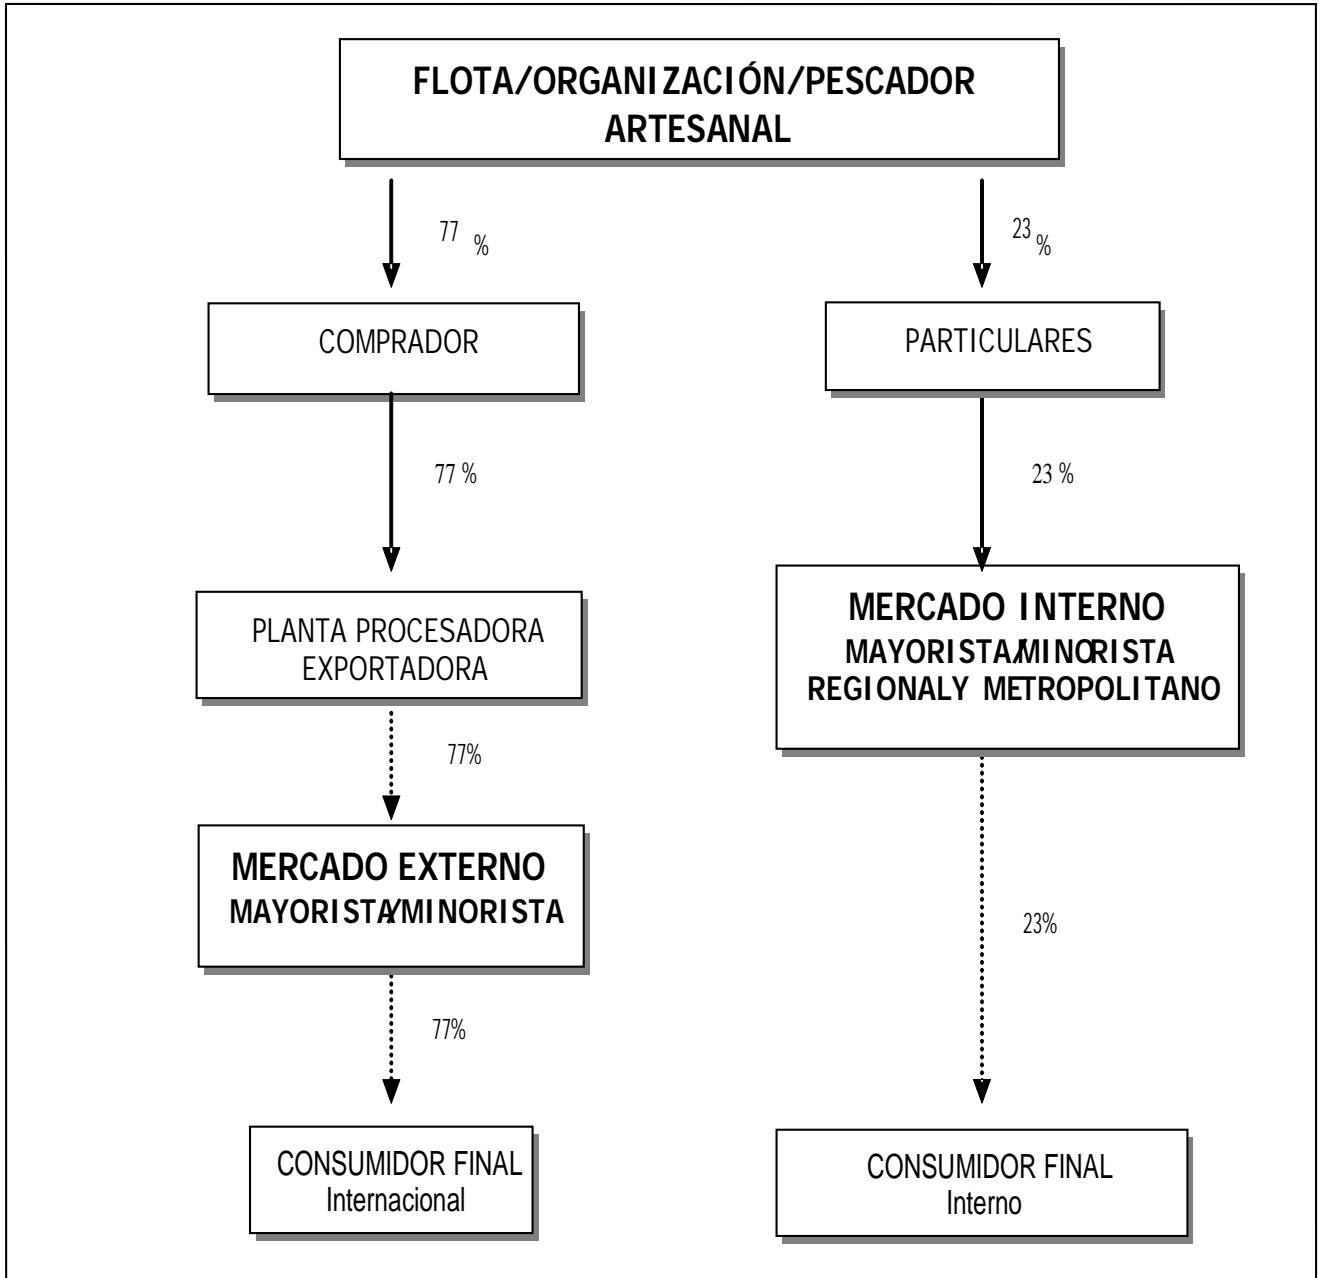 FLOTA/ORGANIZACIÓN/PESCADOR
ARTESANAL
77 %
23 %
COMPRADOR
PARTICULARES
77 %
23 %
PLANTA PROCESADORA
EXPORTADORA
MERCADO INTERNO
MAYORISTA/MINORISTA
REGIONALY METROPOLITANO
77%
MERCADO EXTERNO
MAYORISTA/MINORISTA
23%
77%
CONSUMIDOR FINAL
Internacional
CONSUMIDOR FINAL
Interno